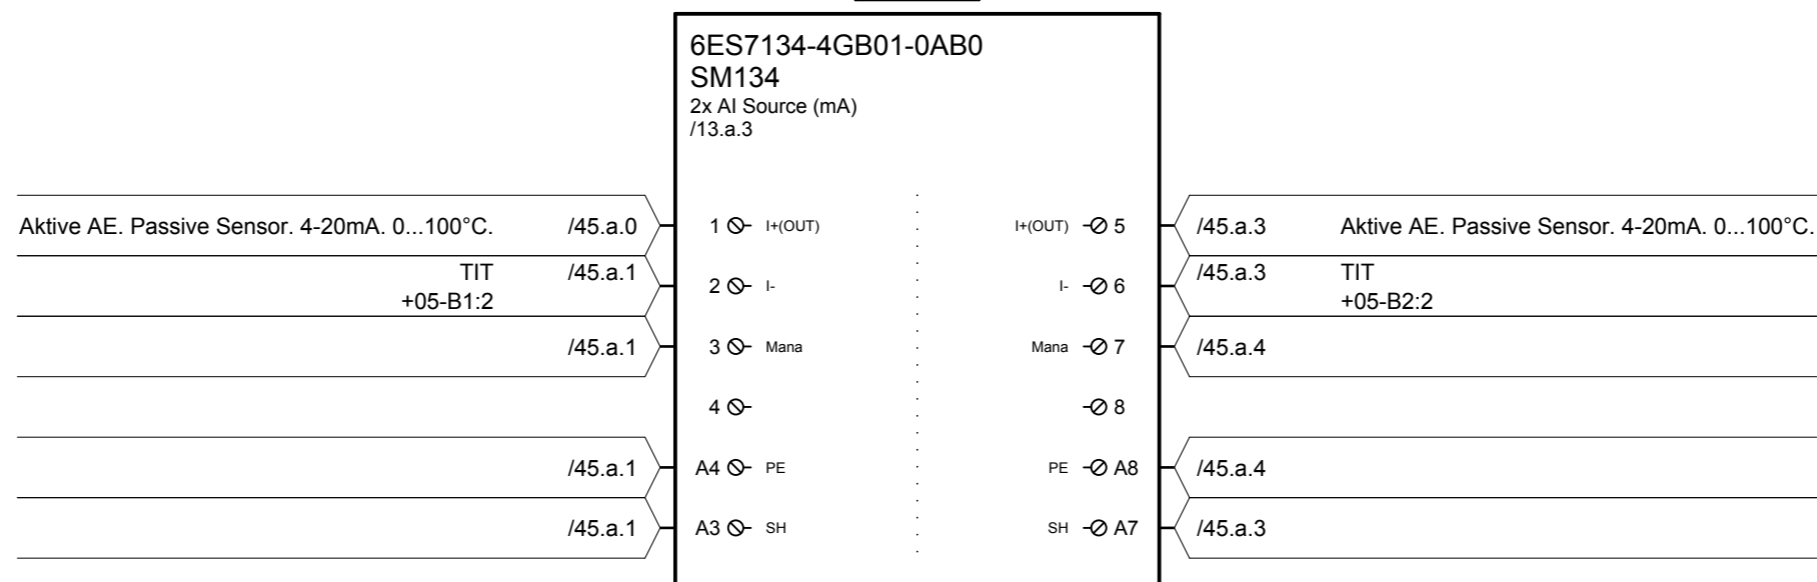 6ES7134-4GB01-0AB0
SM134
2x AI Source (mA)
/13.a.3
Aktive AE. Passive Sensor. 4-20mA. 0...100°C. /45.a.0 1 I+(OUT) I+(OUT) 5 /45.a.3 Aktive AE. Passive Sensor. 4-20mA. 0...100°C.
TIT /45.a.1 2 I- I- 6 /45.a.3 TIT
+05-B1:2 +05-B2:2
/45.a.1 3 Mana Mana 7 /45.a.4
4 8
/45.a.1 A4 PE PE A8 /45.a.4
/45.a.1 A3 SH SH A7 /45.a.3